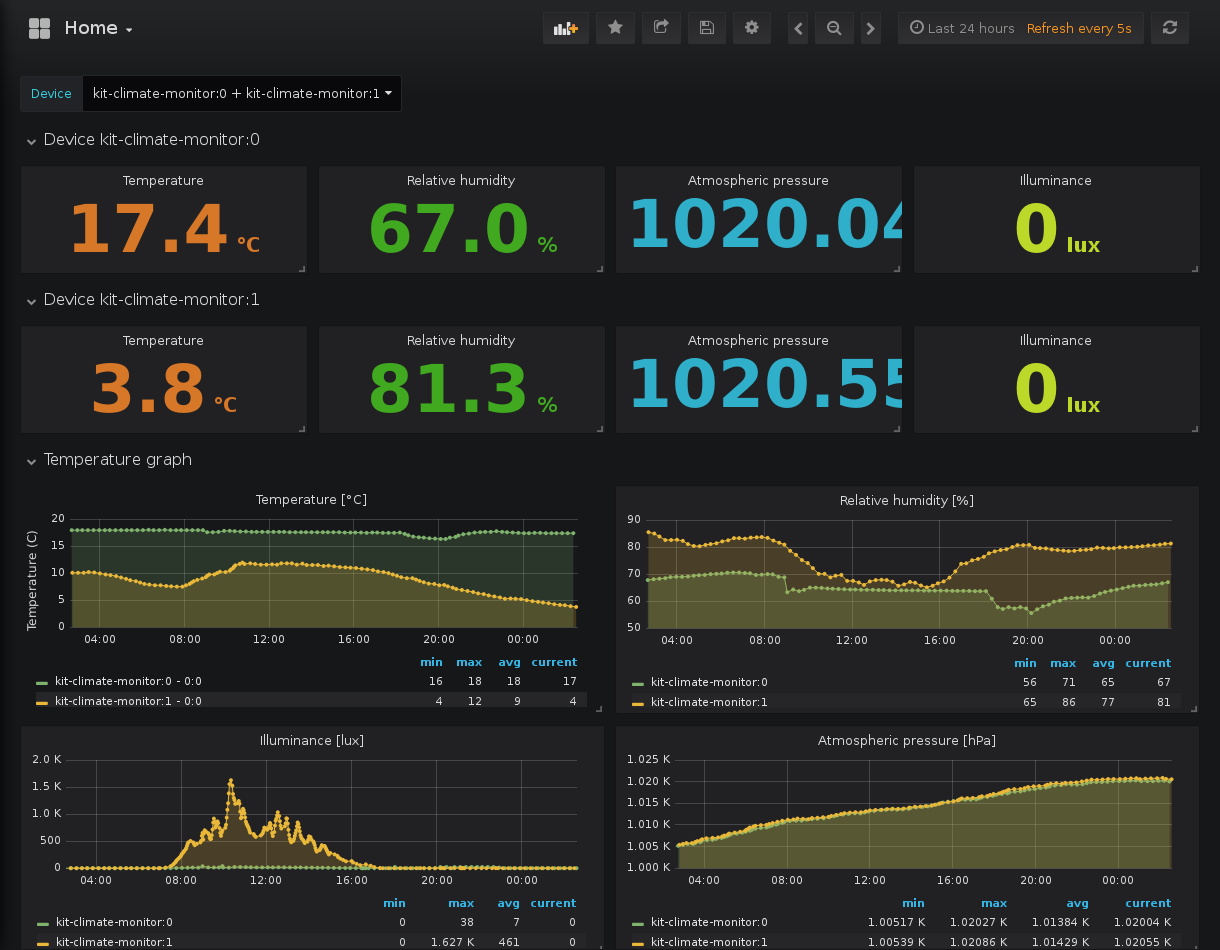 Home
Last 24 hours Refresh every 5s
Device kit-climate-monitor:0 + kit-climate-monitor:1
Device kit-climate-monitor:0
Temperature Relative humidity Atmospheric pressure Illuminance
17.4 °C 67.0 % 1020.04 0 lux
Device kit-climate-monitor:1
Temperature Relative humidity Atmospheric pressure Illuminance
3.8 °C 81.3 % 1020.55 0 lux
Temperature graph
Temperature [°C]
Temperature (C)
20
15
10
5
0
04:00 08:00 12:00 16:00 20:00 00:00
min max avg current
kit-climate-monitor:0 - 0:0 16 18 18 17
kit-climate-monitor:1 - 0:0 4 12 9 4
Relative humidity [%]
90
80
70
60
50
04:00 08:00 12:00 16:00 20:00 00:00
min max avg current
kit-climate-monitor:0 56 71 65 67
kit-climate-monitor:1 65 86 77 81
Illuminance [lux]
2.0 K
1.5 K
1.0 K
500
0
04:00 08:00 12:00 16:00 20:00 00:00
min max avg current
kit-climate-monitor:0 0 38 7 0
kit-climate-monitor:1 0 1.627 K 461 0
Atmospheric pressure [hPa]
1.025 K
1.020 K
1.015 K
1.010 K
1.005 K
1.000 K
04:00 08:00 12:00 16:00 20:00 00:00
min max avg current
kit-climate-monitor:0 1.00517 K 1.02027 K 1.01384 K 1.02004 K
kit-climate-monitor:1 1.00539 K 1.02086 K 1.01429 K 1.02055 K